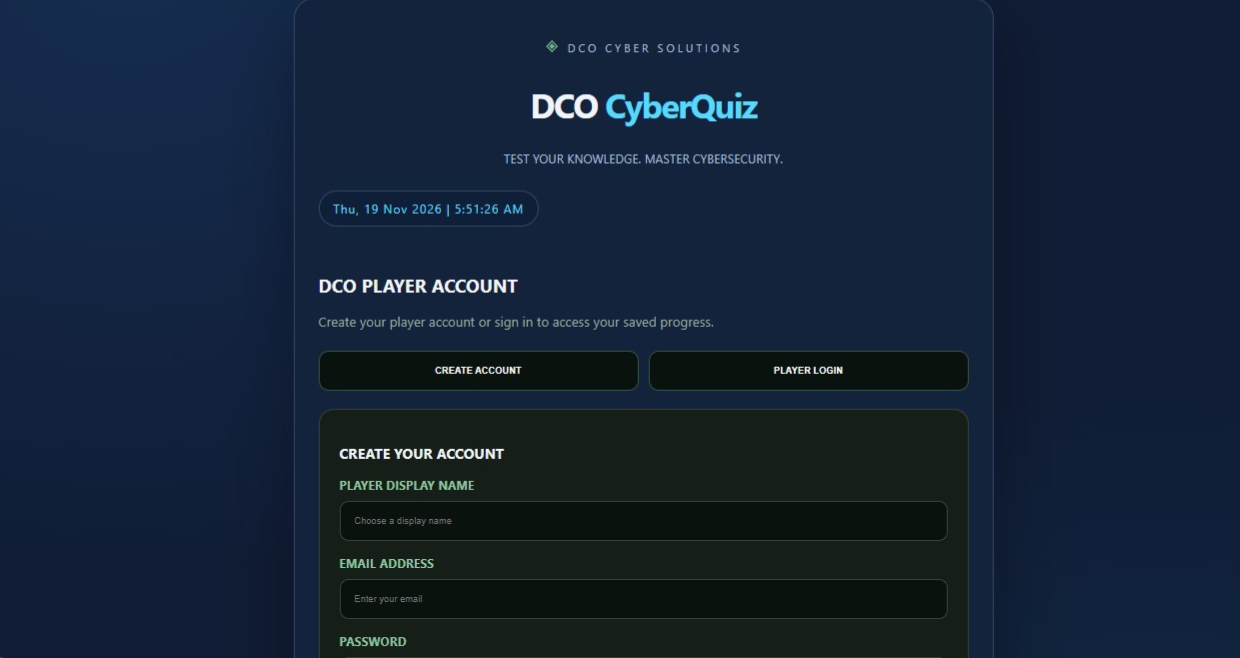 DCO CYBER SOLUTIONS
DCO CyberQuiz
TEST YOUR KNOWLEDGE. MASTER CYBERSECURITY.
Thu, 19 Nov 2026 | 5:51:26 AM
DCO PLAYER ACCOUNT
Create your player account or sign in to access your saved progress.
CREATE ACCOUNT
PLAYER LOGIN
CREATE YOUR ACCOUNT
PLAYER DISPLAY NAME
Choose a display name
EMAIL ADDRESS
Enter your email
PASSWORD